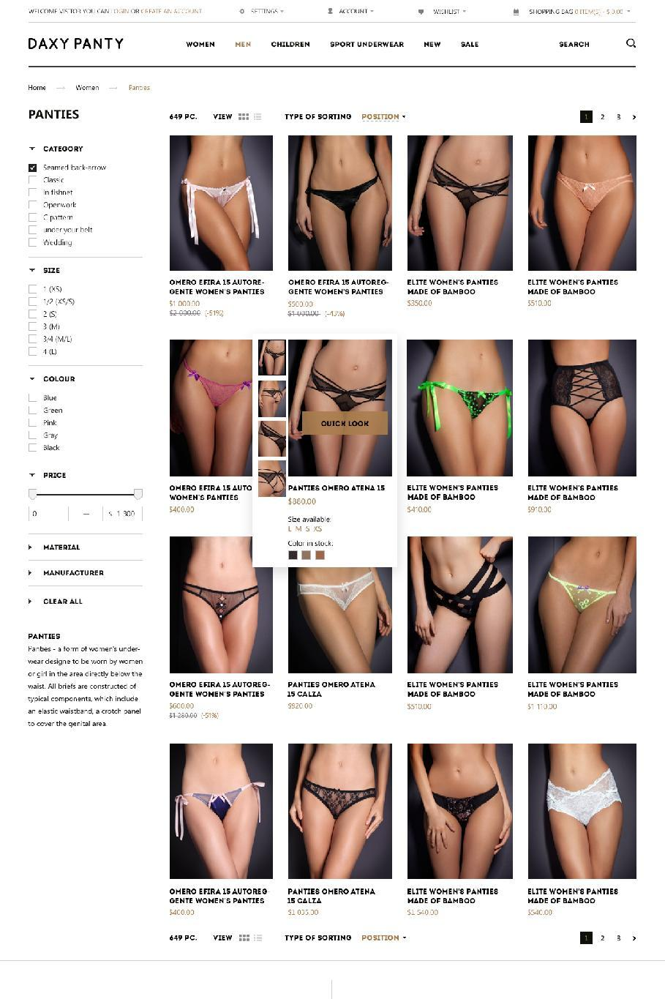 WELCOME VISITOR YOU CAN LOGIN OR CREATE AN ACCOUNT.
SETTINGS
ACCOUNT
WISHLIST
SHOPPING BAG 0 ITEM(S) - $ 0.00
DAXY PANTY
WOMEN
MEN
CHILDREN
SPORT UNDERWEAR
NEW
SALE
SEARCH
Home
Women
Panties
PANTIES
CATEGORY
Seamed back-arrow
Classic
In fishnet
Openwork
C pattern
under your belt
Wedding
SIZE
1 (XS)
1/2 (XS/S)
2 (S)
3 (M)
3/4 (M/L)
4 (L)
COLOUR
Blue
Green
Pink
Gray
Black
PRICE
0
—
$ 1 300
MATERIAL
MANUFACTURER
CLEAR ALL
PANTIES
Panties - a form of women's under-
wear designe to be worn by women
or girl in the area directly below the
waist. All briefs are constructed of
typical components, which include
an elastic waistband, a crotch panel
to cover the genital area.
649 PC.
VIEW
TYPE OF SORTING
POSITION
1 2 3
OMERO EFIRA 15 AUTORE-
GENTE WOMEN'S PANTIES
$1 000.00
$2 000.00 (-51%)
OMERO EFIRA 15 AUTOREG-
GENTE WOMEN'S PANTIES
$500.00
$1 000.00 (-43%)
ELITE WOMEN'S PANTIES
MADE OF BAMBOO
$350.00
ELITE WOMEN'S PANTIES
MADE OF BAMBOO
$510.00
OMERO EFIRA 15 AUTO
WOMEN'S PANTIES
$400.00
QUICK LOOK
PANTIES OMERO ATENA 15
$880.00
Size available:
L M S XS
Color in stock:
ELITE WOMEN'S PANTIES
MADE OF BAMBOO
$410.00
ELITE WOMEN'S PANTIES
MADE OF BAMBOO
$910.00
OMERO EFIRA 15 AUTOREG-
GENTE WOMEN'S PANTIES
$600.00
$1 280.00 (-51%)
PANTIES OMERO ATENA
15 CALZA
$920.00
ELITE WOMEN'S PANTIES
MADE OF BAMBOO
$510.00
ELITE WOMEN'S PANTIES
MADE OF BAMBOO
$1 110.00
OMERO EFIRA 15 AUTOREG-
GENTE WOMEN'S PANTIES
$400.00
PANTIES OMERO ATENA
15 CALZA
$1 035.00
ELITE WOMEN'S PANTIES
MADE OF BAMBOO
$1 540.00
ELITE WOMEN'S PANTIES
MADE OF BAMBOO
$540.00
649 PC.
VIEW
TYPE OF SORTING
POSITION
1 2 3